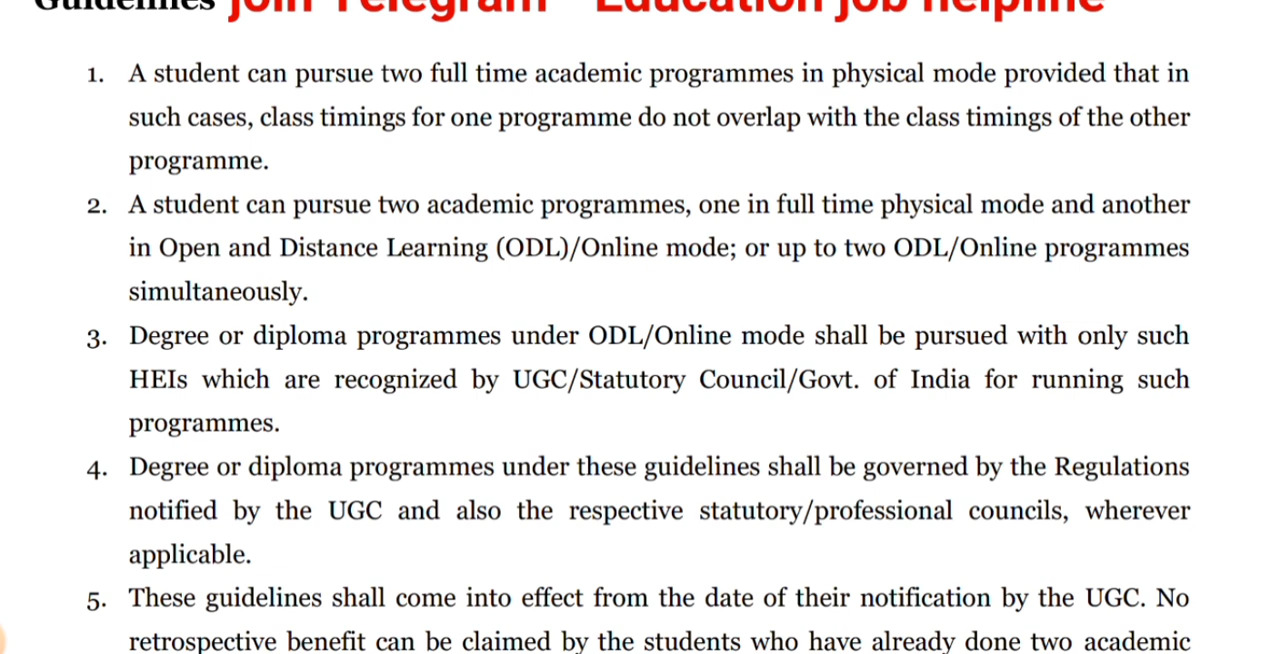 Guidelines join Telegram Education job helpline
1. A student can pursue two full time academic programmes in physical mode provided that in
such cases, class timings for one programme do not overlap with the class timings of the other
programme.
2. A student can pursue two academic programmes, one in full time physical mode and another
in Open and Distance Learning (ODL)/Online mode; or up to two ODL/Online programmes
simultaneously.
3. Degree or diploma programmes under ODL/Online mode shall be pursued with only such
HEIs which are recognized by UGC/Statutory Council/Govt. of India for running such
programmes.
4. Degree or diploma programmes under these guidelines shall be governed by the Regulations
notified by the UGC and also the respective statutory/professional councils, wherever
applicable.
5. These guidelines shall come into effect from the date of their notification by the UGC. No
retrospective benefit can be claimed by the students who have already done two academic